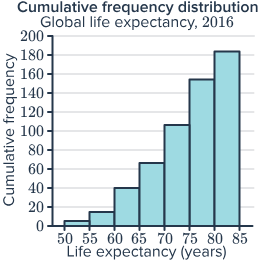 Cumulative frequency distribution
Global life expectancy, 2016
Cumulative frequency
200
180
160
140
120
100
80
60
40
20
0
50 55 60 65 70 75 80 85
Life expectancy (years)